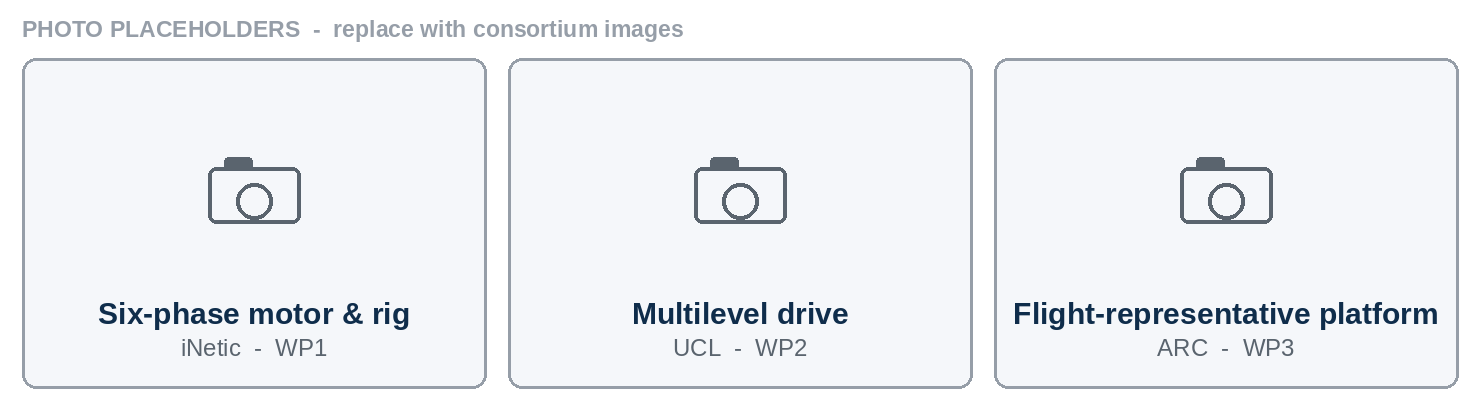 PHOTO PLACEHOLDERS - replace with consortium images
Six-phase motor & rig
iNetic - WP1
Multilevel drive
UCL - WP2
Flight-representative platform
ARC - WP3